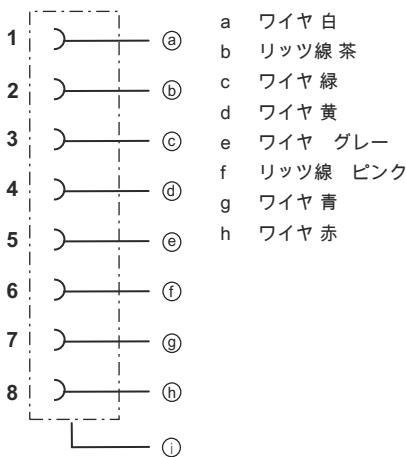 1 ⓐ
2 ⓑ
3 ⓒ
4 ⓓ
5 ⓔ
6 ⓕ
7 ⓖ
8 ⓗ
ⓘ
a ワイヤ 白
b リッツ線 茶
c ワイヤ 緑
d ワイヤ 黄
e ワイヤ グレー
f リッツ線 ピンク
g ワイヤ 青
h ワイヤ 赤